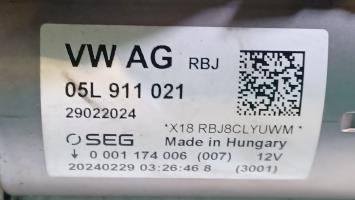 VW AG RBJ
05L 911 021
29022024
*X18 RBJ8CLYUWM *
SEG Made in Hungary
↓ 0 001 174 006 (007) 12V
20240229 03:26:46 8 (3001)